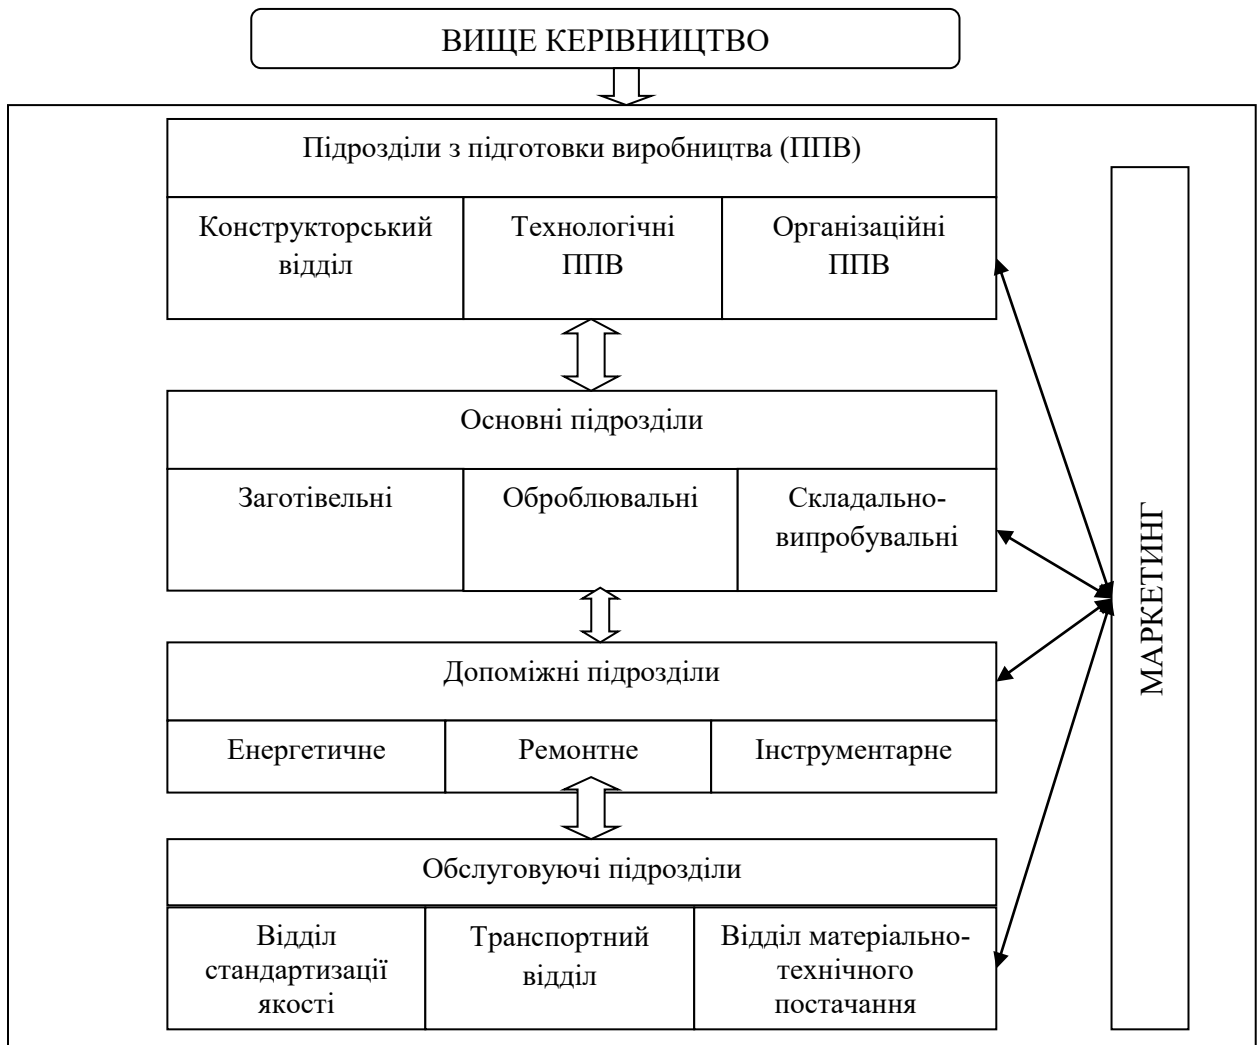 ВИЩЕ КЕРІВНИЦТВО
Підрозділи з підготовки виробництва (ППВ)
Конструкторський
відділ
Технологічні
ППВ
Організаційні
ППВ
Основні підрозділи
Заготівельні
Оброблювальні
Складально-
випробувальні
Допоміжні підрозділи
Енергетичне
Ремонтне
Інструментарне
Обслуговуючі підрозділи
Відділ
стандартизації
якості
Транспортний
відділ
Відділ матеріально-
технічного
постачання
МАРКЕТИНГ